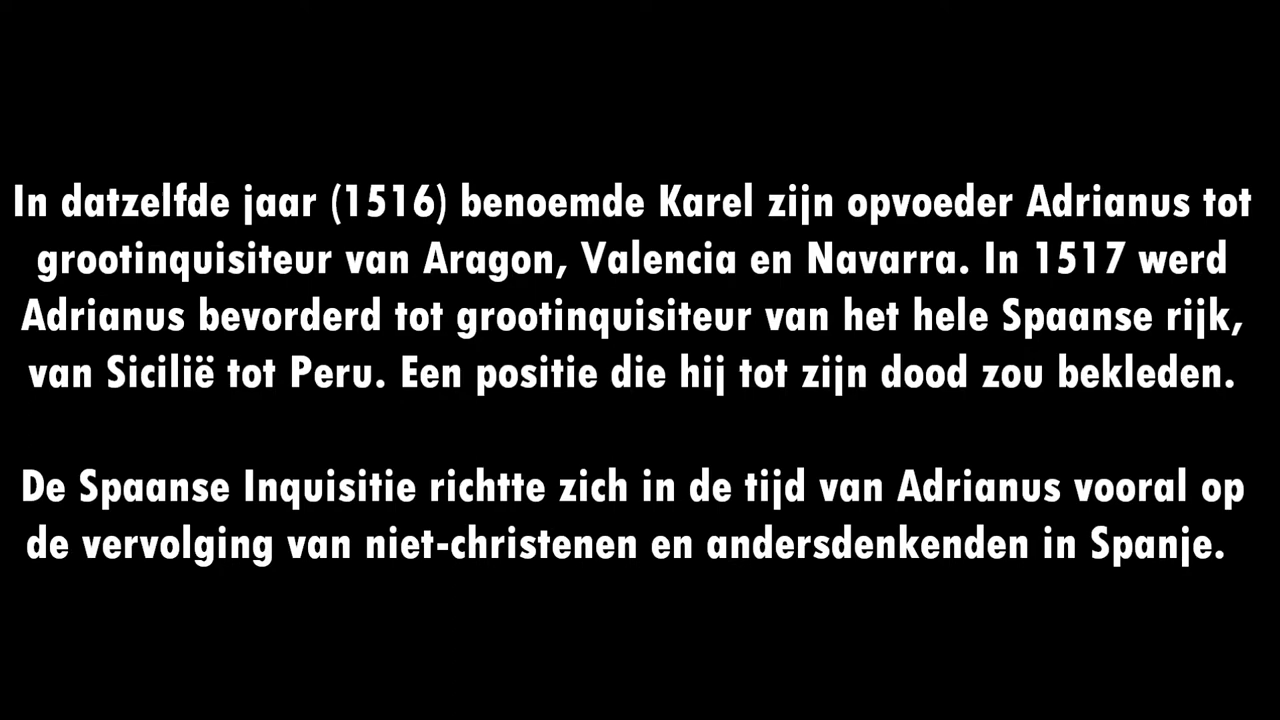 In datzelfde jaar (1516) benoemde Karel zijn opvoeder Adrianus tot
grootinquisiteur van Aragon, Valencia en Navarra. In 1517 werd
Adrianus bevorderd tot grootinquisiteur van het hele Spaanse rijk,
van Sicilië tot Peru. Een positie die hij tot zijn dood zou bekleden.
De Spaanse Inquisitie richtte zich in de tijd van Adrianus vooral op
de vervolging van niet-christenen en andersdenkenden in Spanje.